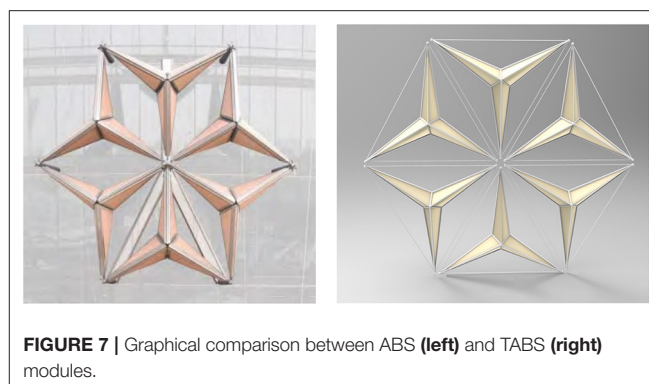 FIGURE 7 | Graphical comparison between ABS (left) and TABS (right)
modules.